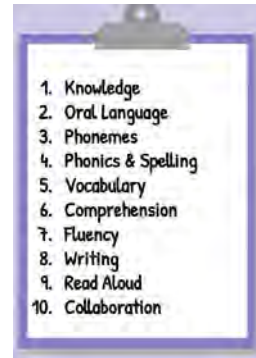 1. Knowledge
2. Oral Language
3. Phonemes
4. Phonics & Spelling
5. Vocabulary
6. Comprehension
7. Fluency
8. Writing
9. Read Aloud
10. Collaboration